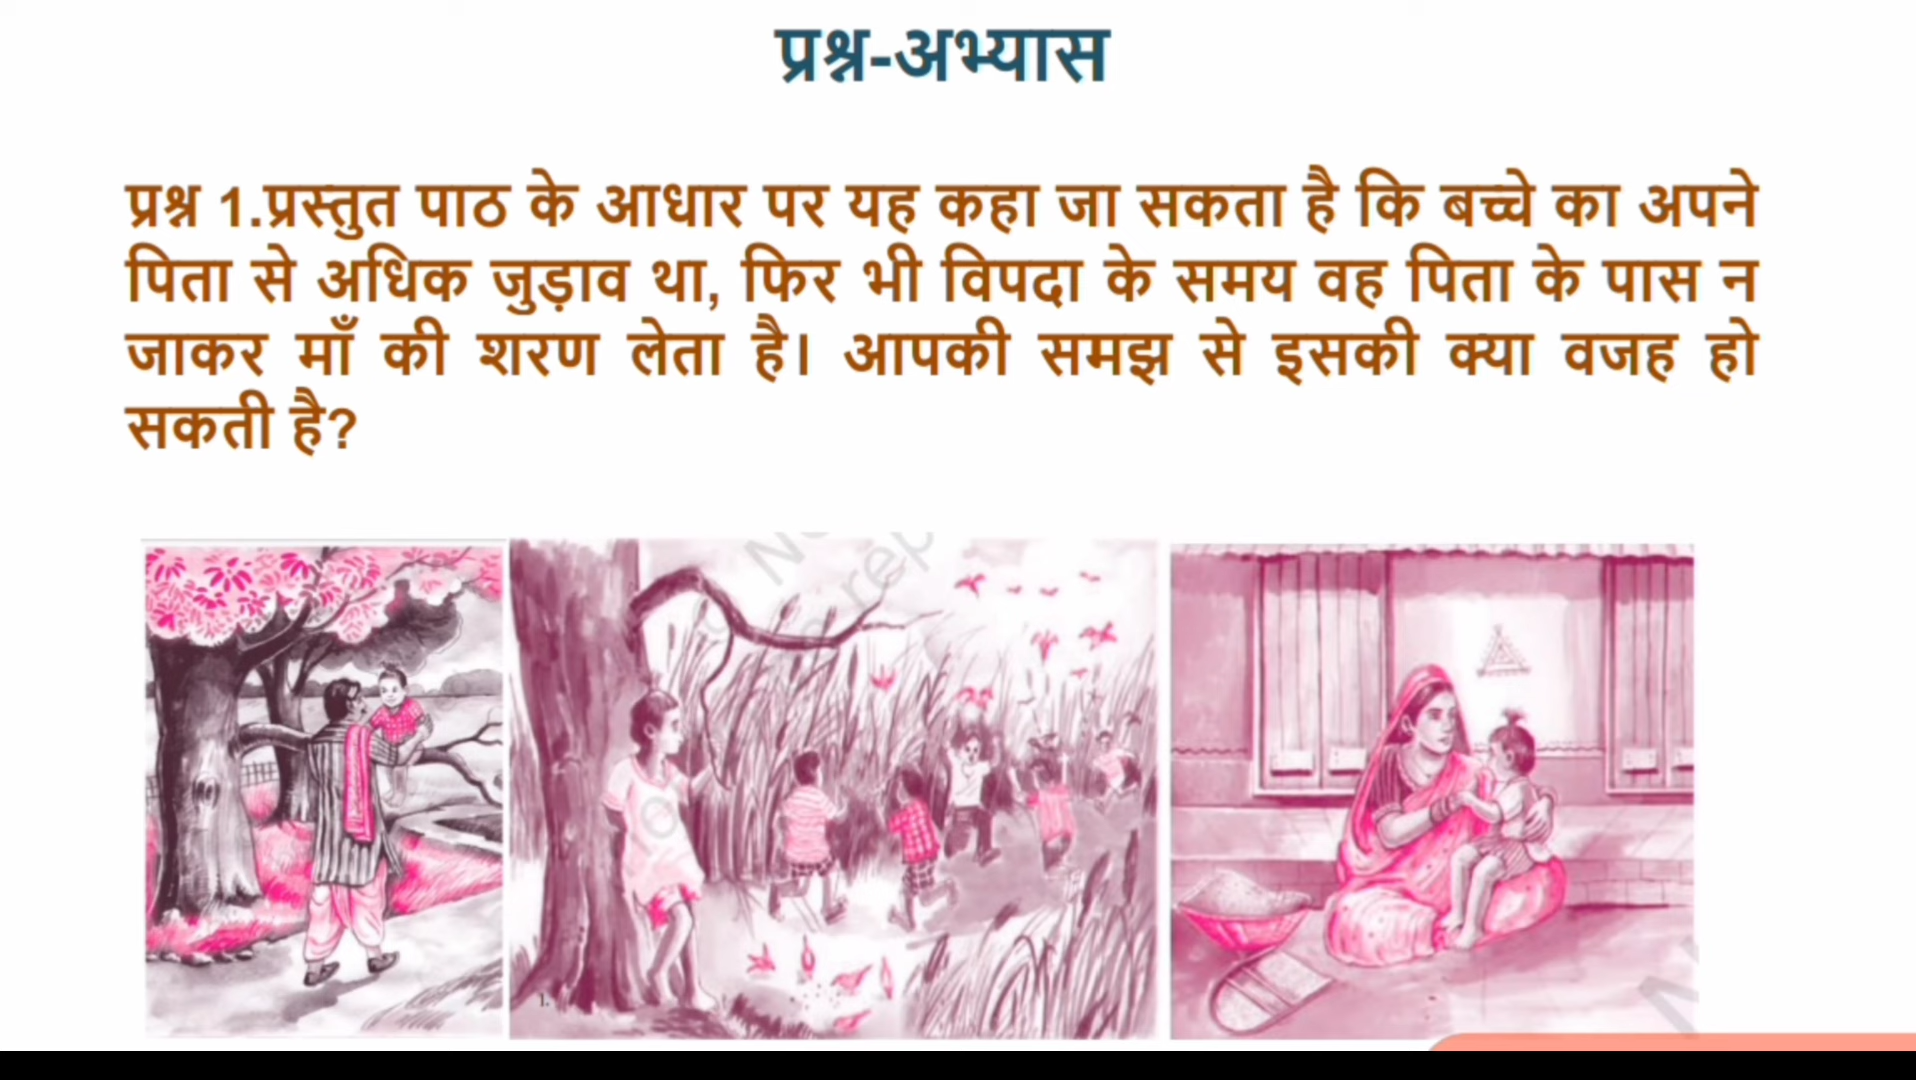 प्रश्न-अभ्यास
प्रश्न 1.प्रस्तुत पाठ के आधार पर यह कहा जा सकता है कि बच्चे का अपने
पिता से अधिक जुड़ाव था, फिर भी विपदा के समय वह पिता के पास न
जाकर माँ की शरण लेता है। आपकी समझ से इसकी क्या वजह हो
सकती है?
1.